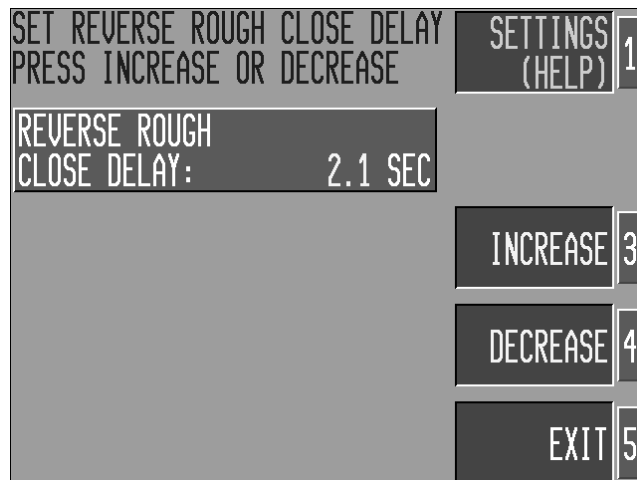 SET REVERSE ROUGH CLOSE DELAY
PRESS INCREASE OR DECREASE
SETTINGS
(HELP)
1
REVERSE ROUGH
CLOSE DELAY: 2.1 SEC
INCREASE 3
DECREASE 4
EXIT 5